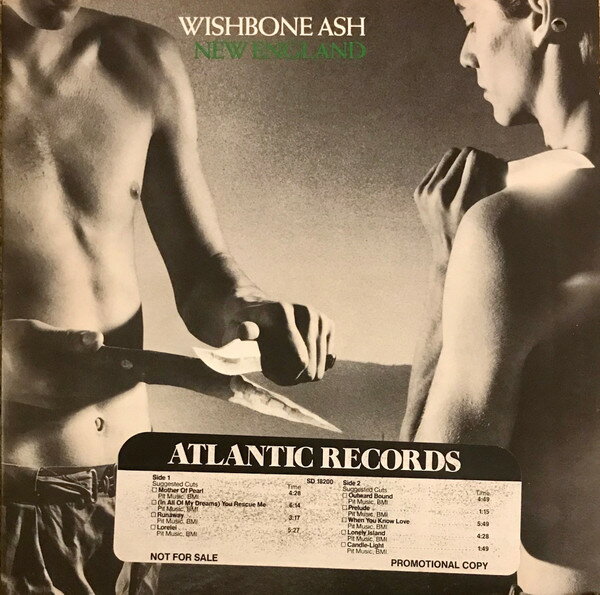 WISHBONE ASH
NEW ENGLAND
ATLANTIC RECORDS
Side 1
Suggested Cuts Time
Mother Of Pearl 4:28
Pit Music, BMI
(In All Of My Dreams) You Rescue Me 6:14
Pit Music, BMI
Runaway 3:17
Pit Music, BMI
Lorelei 5:27
Pit Music, BMI
SD 18200
Side 2
Suggested Cuts Time
Outward Bound 4:49
Pit Music, BMI
Prelude 1:15
Pit Music, BMI
When You Know Love 5:49
Pit Music, BMI
Lonely Island 4:28
Pit Music, BMI
Candle-Light 1:49
Pit Music, BMI
NOT FOR SALE
PROMOTIONAL COPY